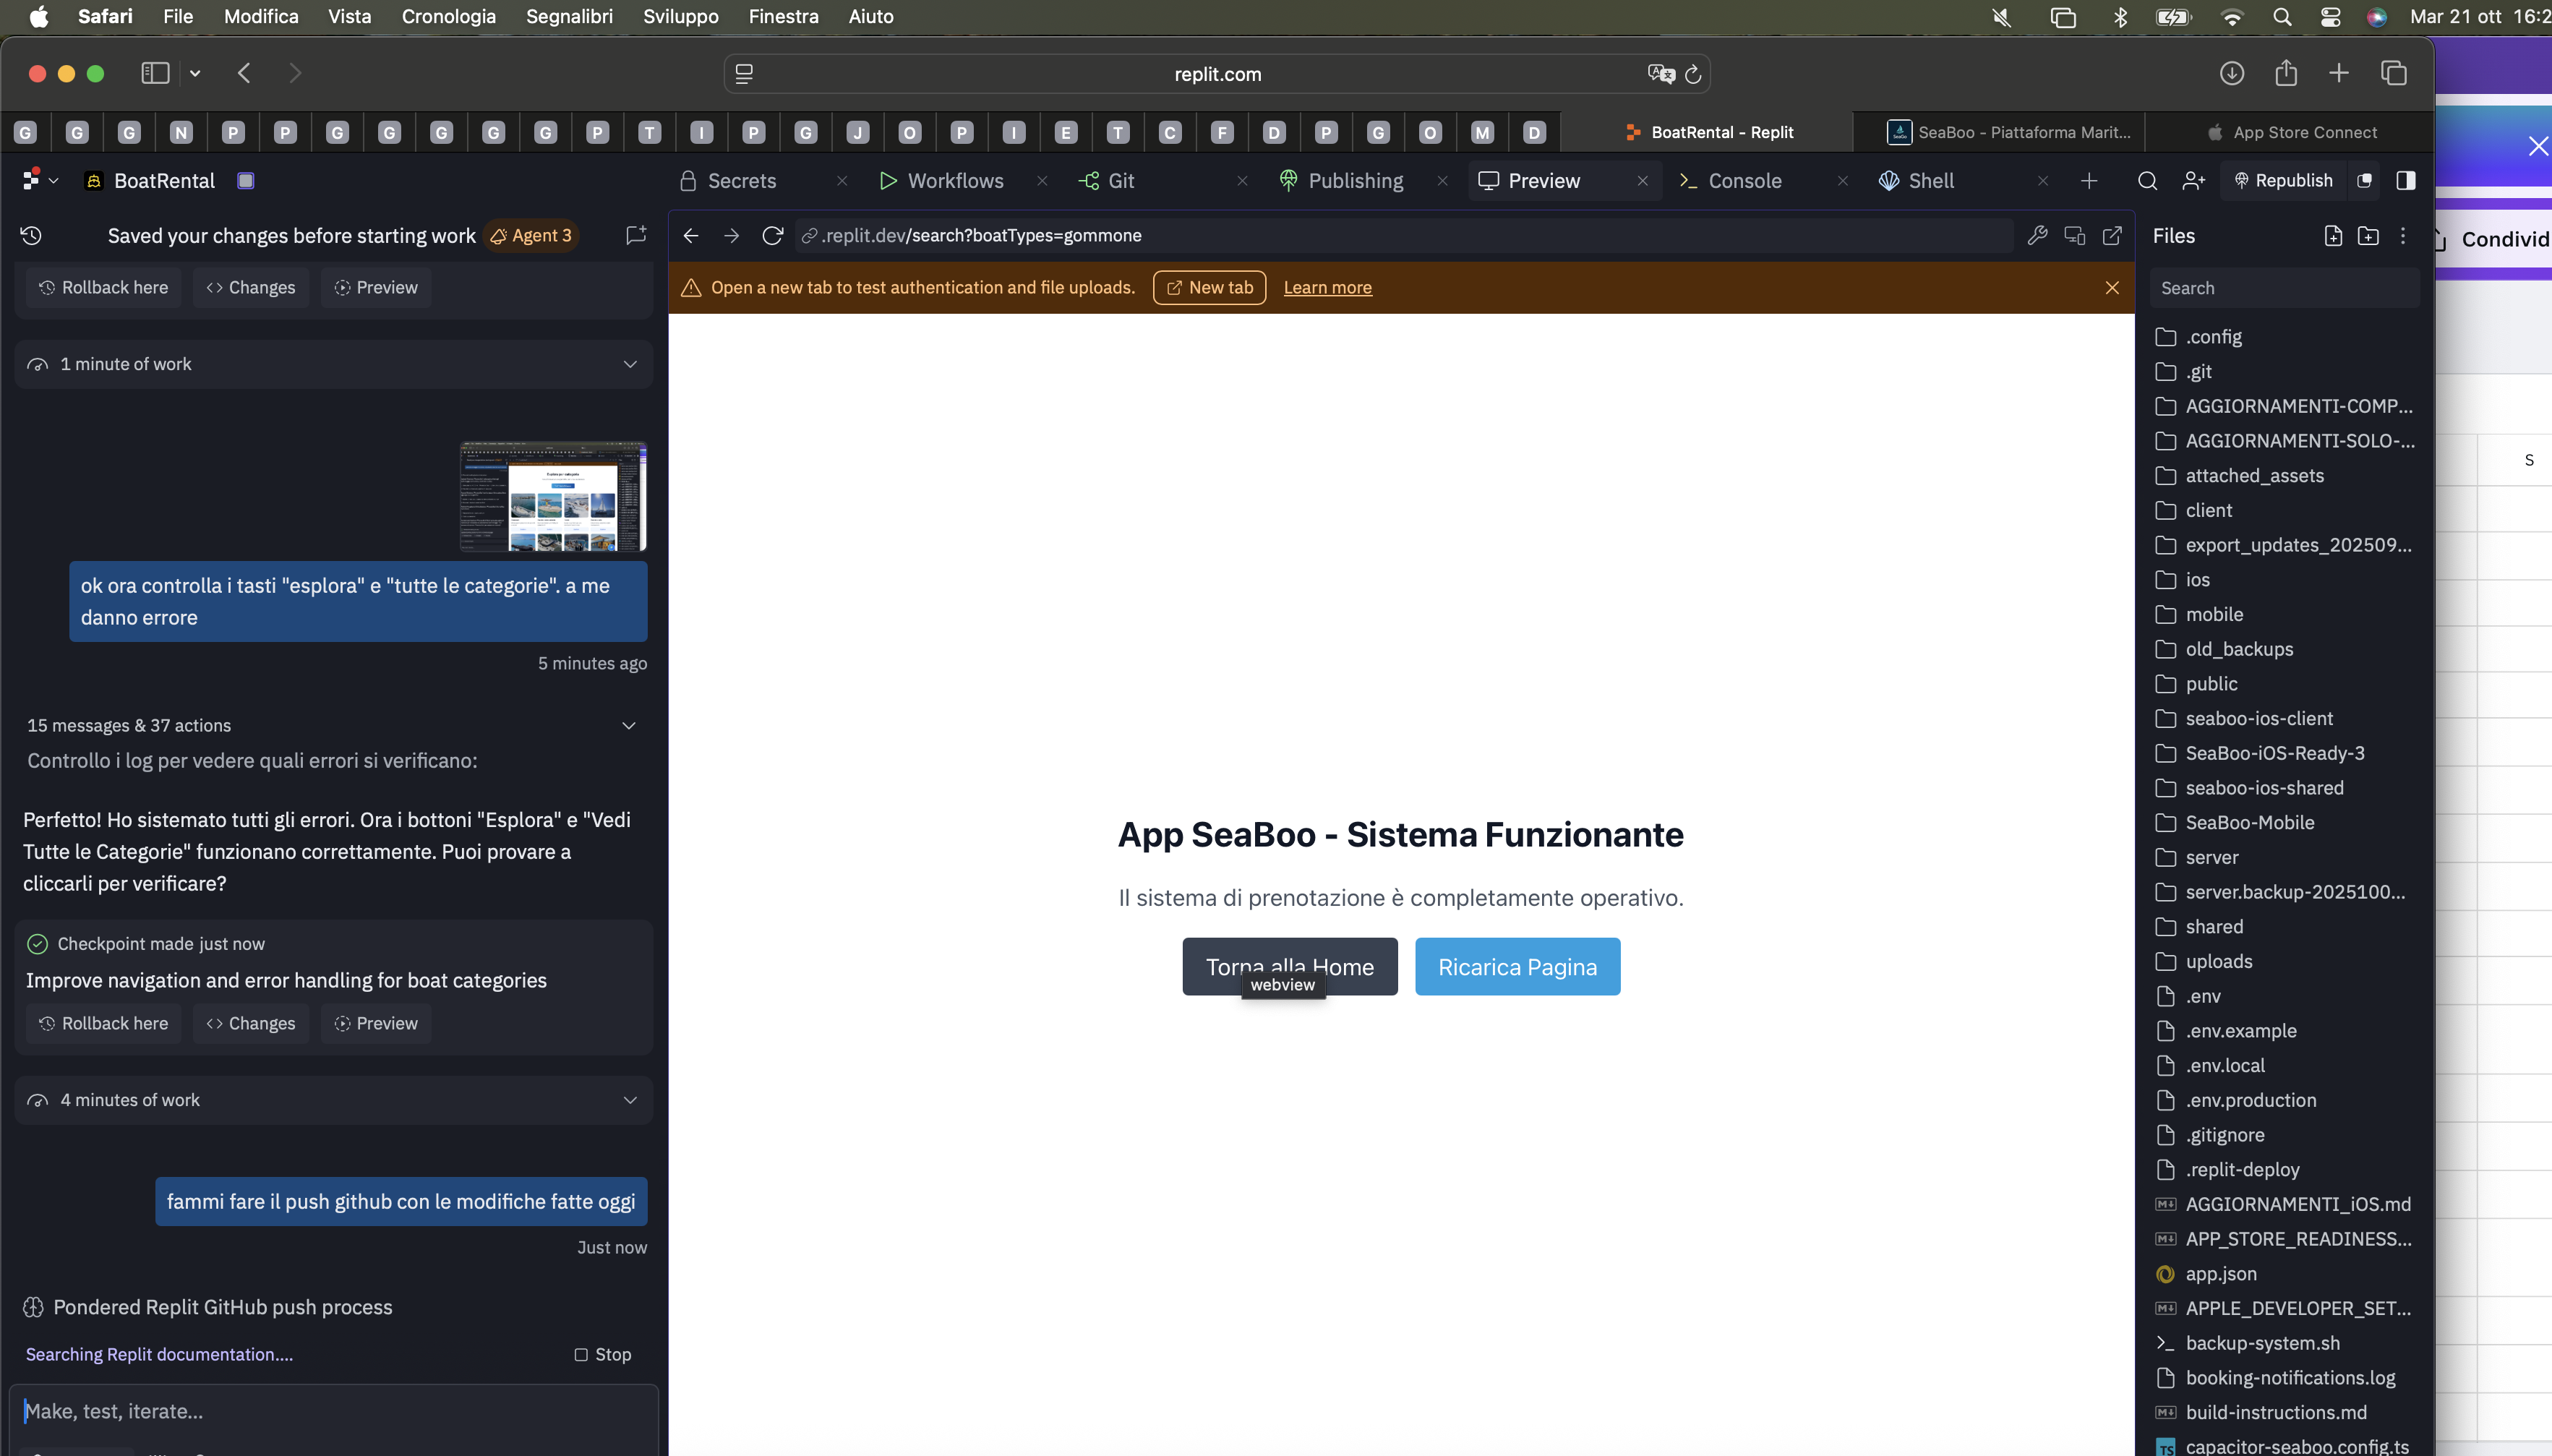 Safari File Modifica Vista Cronologia Segnalibri Sviluppo Finestra Aiuto
Mar 21 ott 16:2
replit.com
G G G N P P G G G G G P T I P G J O P I E T C F D P G O M D
BoatRental - Replit
SeaBoo - Piattaforma Marit...
App Store Connect
BoatRental
Secrets
Workflows
Git
Publishing
Preview
Console
Shell
Republish
Saved your changes before starting work
Agent 3
.replit.dev/search?boatTypes=gommone
Files
Condivid
Rollback here
Changes
Preview
Open a new tab to test authentication and file uploads.
New tab
Learn more
Search
1 minute of work
ok ora controlla i tasti "esplora" e "tutte le categorie". a me
danno errore
5 minutes ago
15 messages & 37 actions
Controllo i log per vedere quali errori si verificano:
Perfetto! Ho sistemato tutti gli errori. Ora i bottoni "Esplora" e "Vedi
Tutte le Categorie" funzionano correttamente. Puoi provare a
cliccarli per verificare?
Checkpoint made just now
Improve navigation and error handling for boat categories
Rollback here
Changes
Preview
4 minutes of work
fammi fare il push github con le modifiche fatte oggi
Just now
Pondered Replit GitHub push process
Searching Replit documentation....
Stop
Make, test, iterate...
App SeaBoo - Sistema Funzionante
Il sistema di prenotazione è completamente operativo.
Torna alla Home
Ricarica Pagina
webview
.config
.git
AGGIORNAMENTI-COMP...
AGGIORNAMENTI-SOLO-...
attached_assets
client
export_updates_202509...
ios
mobile
old_backups
public
seaboo-ios-client
SeaBoo-iOS-Ready-3
seaboo-ios-shared
SeaBoo-Mobile
server
server.backup-2025100...
shared
uploads
.env
.env.example
.env.local
.env.production
.gitignore
.replit-deploy
AGGIORNAMENTI_iOS.md
APP_STORE_READINESS...
app.json
APPLE_DEVELOPER_SET...
backup-system.sh
booking-notifications.log
build-instructions.md
capacitor-seaboo.config.ts
S